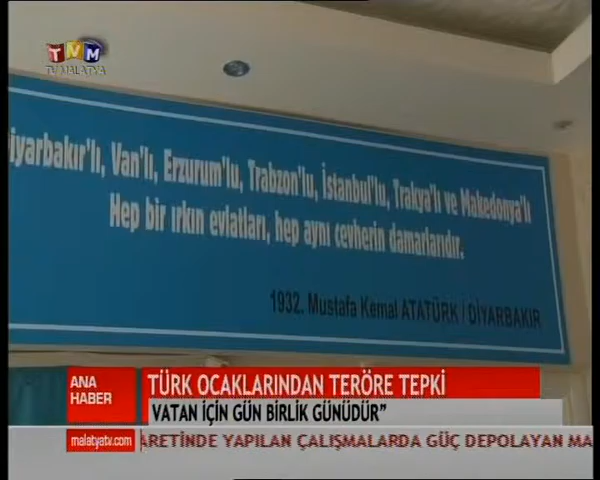 TVM
TV MALATYA
iyarbakır'lı, Van'lı, Erzurum'lu, Trabzon'lu, İstanbul'lu, Trakya'lı ve Makedonya'lı
Hep bir ırkın evlatları, hep aynı cevherin damarlarıdır.
1932. Mustafa Kemal ATATÜRK / DİYARBAKIR
ANA HABER
TÜRK OCAKLARINDAN TERÖRE TEPKİ
VATAN İÇİN GÜN BİRLİK GÜNÜDÜR"
malatyatv.com
ARETİNDE YAPILAN ÇALIŞMALARDA GÜÇ DEPOLAYAN MA